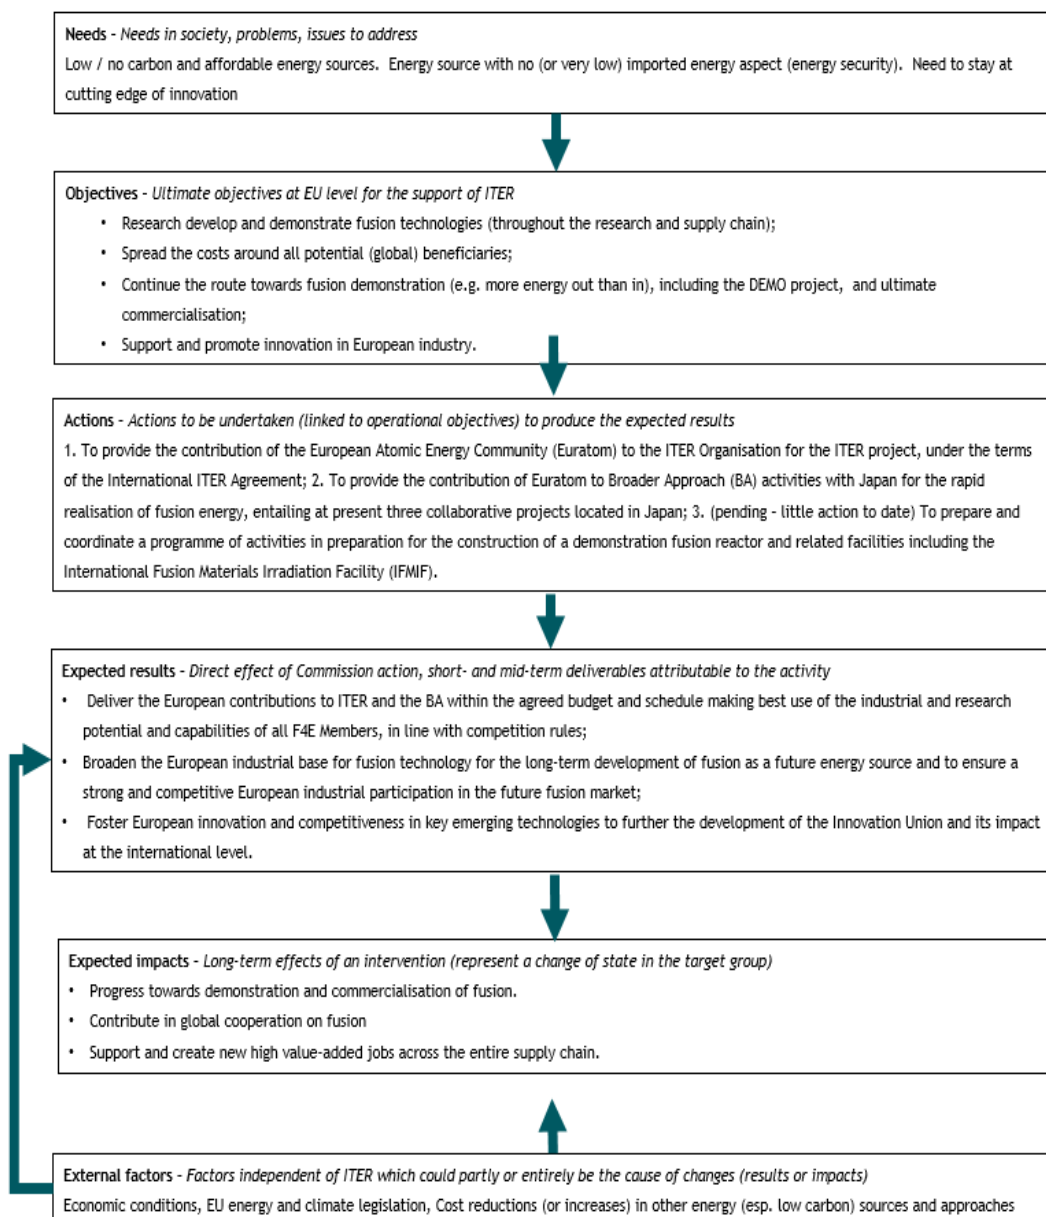 Needs – Needs in society, problems, issues to address
Low / no carbon and affordable energy sources. Energy source with no (or very low) imported energy aspect (energy security). Need to stay at
cutting edge of innovation
Objectives – Ultimate objectives at EU level for the support of ITER
• Research develop and demonstrate fusion technologies (throughout the research and supply chain);
• Spread the costs around all potential (global) beneficiaries;
• Continue the route towards fusion demonstration (e.g. more energy out than in), including the DEMO project, and ultimate
commercialisation;
• Support and promote innovation in European industry.
Actions – Actions to be undertaken (linked to operational objectives) to produce the expected results
1. To provide the contribution of the European Atomic Energy Community (Euratom) to the ITER Organisation for the ITER project, under the terms
of the International ITER Agreement; 2. To provide the contribution of Euratom to Broader Approach (BA) activities with Japan for the rapid
realisation of fusion energy, entailing at present three collaborative projects located in Japan; 3. (pending – little action to date) To prepare and
coordinate a programme of activities in preparation for the construction of a demonstration fusion reactor and related facilities including the
International Fusion Materials Irradiation Facility (IFMIF).
Expected results – Direct effect of Commission action, short- and mid-term deliverables attributable to the activity
• Deliver the European contributions to ITER and the BA within the agreed budget and schedule making best use of the industrial and research
potential and capabilities of all F4E Members, in line with competition rules;
• Broaden the European industrial base for fusion technology for the long-term development of fusion as a future energy source and to ensure a
strong and competitive European industrial participation in the future fusion market;
• Foster European innovation and competitiveness in key emerging technologies to further the development of the Innovation Union and its impact
at the international level.
Expected impacts – Long-term effects of an intervention (represent a change of state in the target group)
• Progress towards demonstration and commercialisation of fusion.
• Contribute in global cooperation on fusion
• Support and create new high value-added jobs across the entire supply chain.
External factors – Factors independent of ITER which could partly or entirely be the cause of changes (results or impacts)
Economic conditions, EU energy and climate legislation, Cost reductions (or increases) in other energy (esp. low carbon) sources and approaches